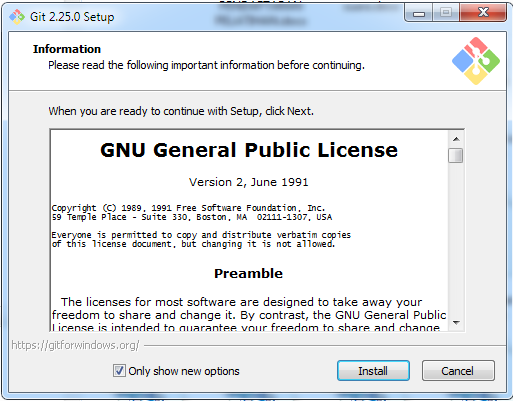 Git 2.25.0 Setup
Information
Please read the following important information before continuing.
When you are ready to continue with Setup, click Next.
GNU General Public License
Version 2, June 1991
Copyright (C) 1989, 1991 Free Software Foundation, Inc.
59 Temple Place - Suite 330, Boston, MA  02111-1307, USA
Everyone is permitted to copy and distribute verbatim copies
of this license document, but changing it is not allowed.
Preamble
The licenses for most software are designed to take away your
freedom to share and change it. By contrast, the GNU General Public
License is intended to guarantee your freedom to share and change
https://gitforwindows.org/
Only show new options
Install
Cancel